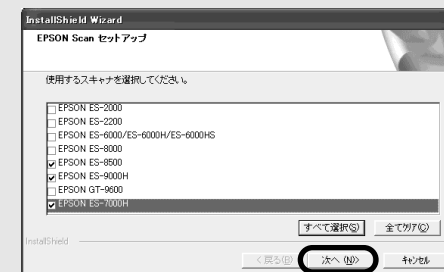 InstallShield Wizard
EPSON Scan セットアップ
使用するスキャナを選択してください。
EPSON ES-2000
EPSON ES-2200
EPSON ES-6000/ES-6000H/ES-6000HS
EPSON ES-8000
EPSON ES-8500
EPSON ES-9000H
EPSON GT-9600
EPSON ES-7000H
すべて選択(S) 全てクリア(C)
InstallShield
< 戻る(B) 次へ (N)> キャンセル